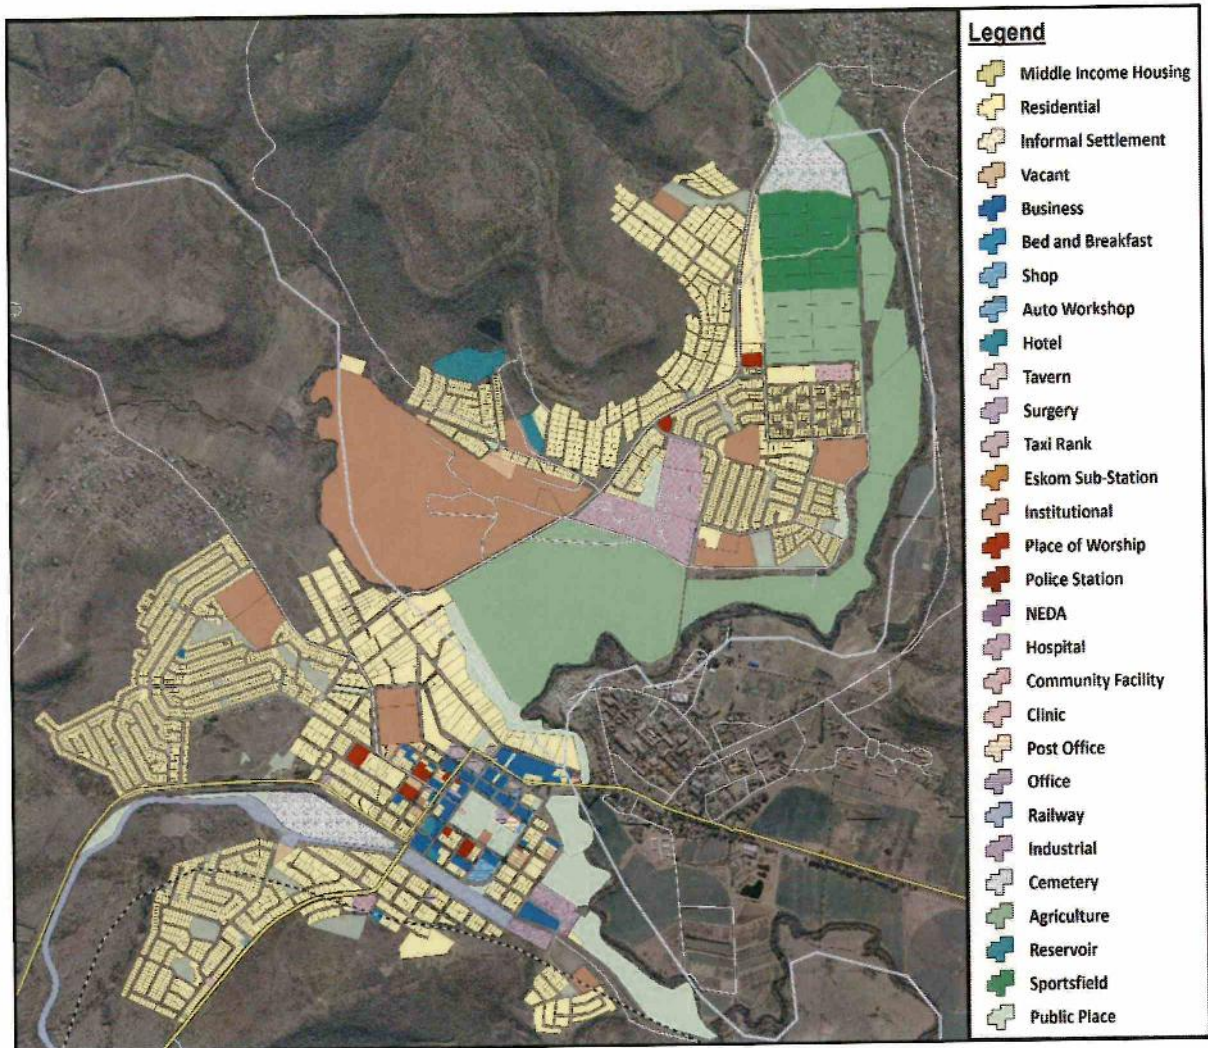 Legend
Middle Income Housing
Residential
Informal Settlement
Vacant
Business
Bed and Breakfast
Shop
Auto Workshop
Hotel
Tavern
Surgery
Taxi Rank
Eskom Sub-Station
Institutional
Place of Worship
Police Station
NEDA
Hospital
Community Facility
Clinic
Post Office
Office
Railway
Industrial
Cemetery
Agriculture
Reservoir
Sportsfield
Public Place